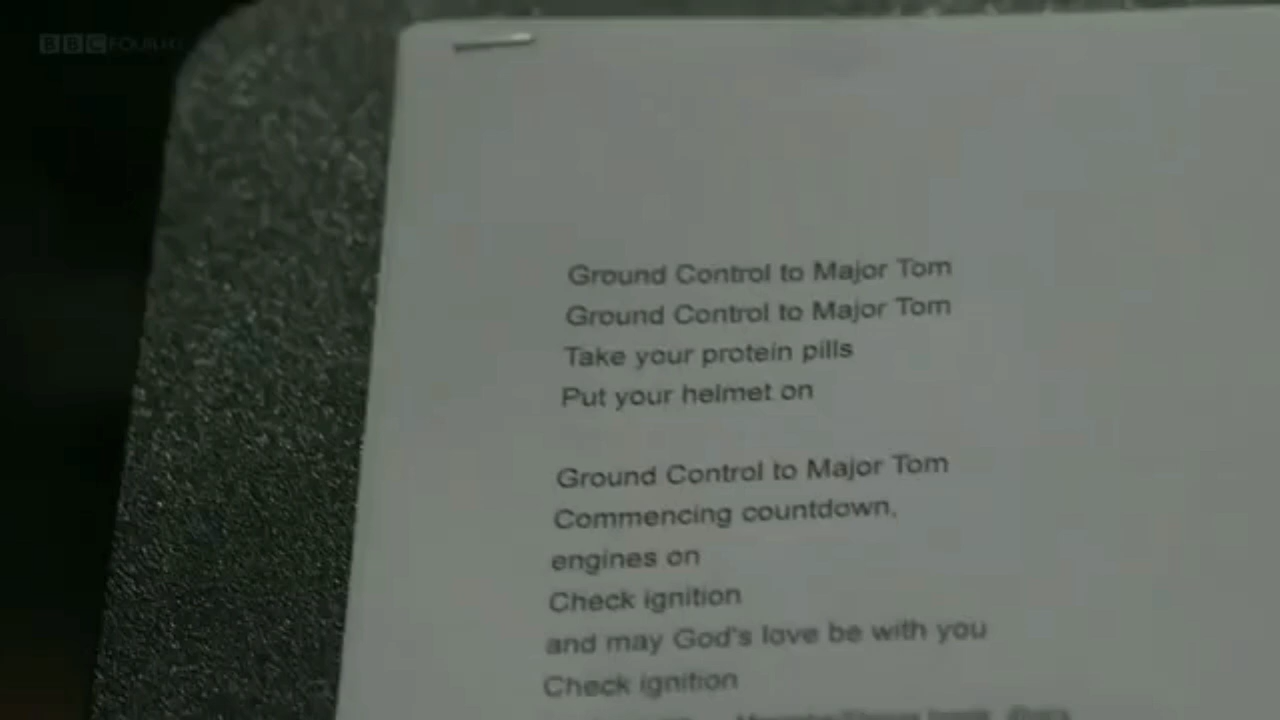 BBC FOUR HD
Ground Control to Major Tom
Ground Control to Major Tom
Take your protein pills
Put your helmet on
Ground Control to Major Tom
Commencing countdown,
engines on
Check ignition
and may God's love be with you
Check ignition